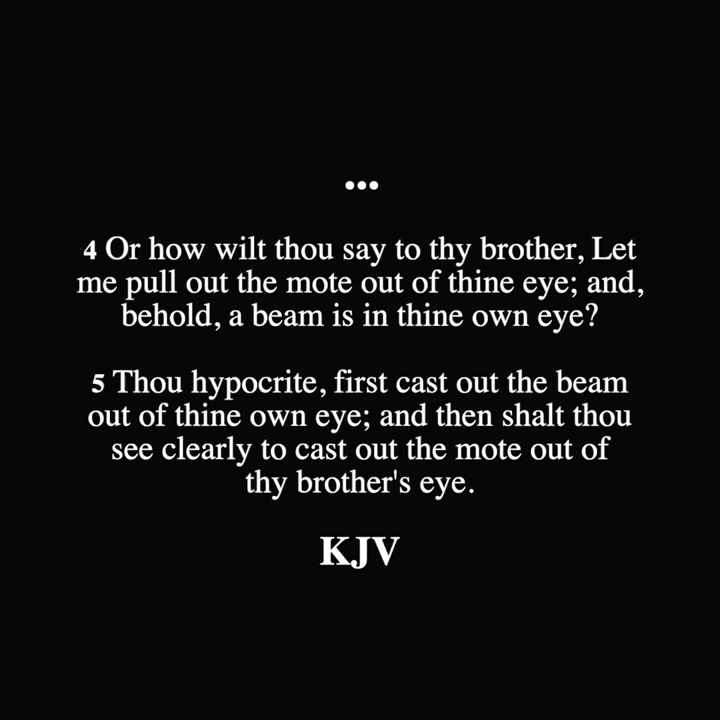 •••
4 Or how wilt thou say to thy brother, Let
me pull out the mote out of thine eye; and,
behold, a beam is in thine own eye?
5 Thou hypocrite, first cast out the beam
out of thine own eye; and then shalt thou
see clearly to cast out the mote out of
thy brother's eye.
KJV